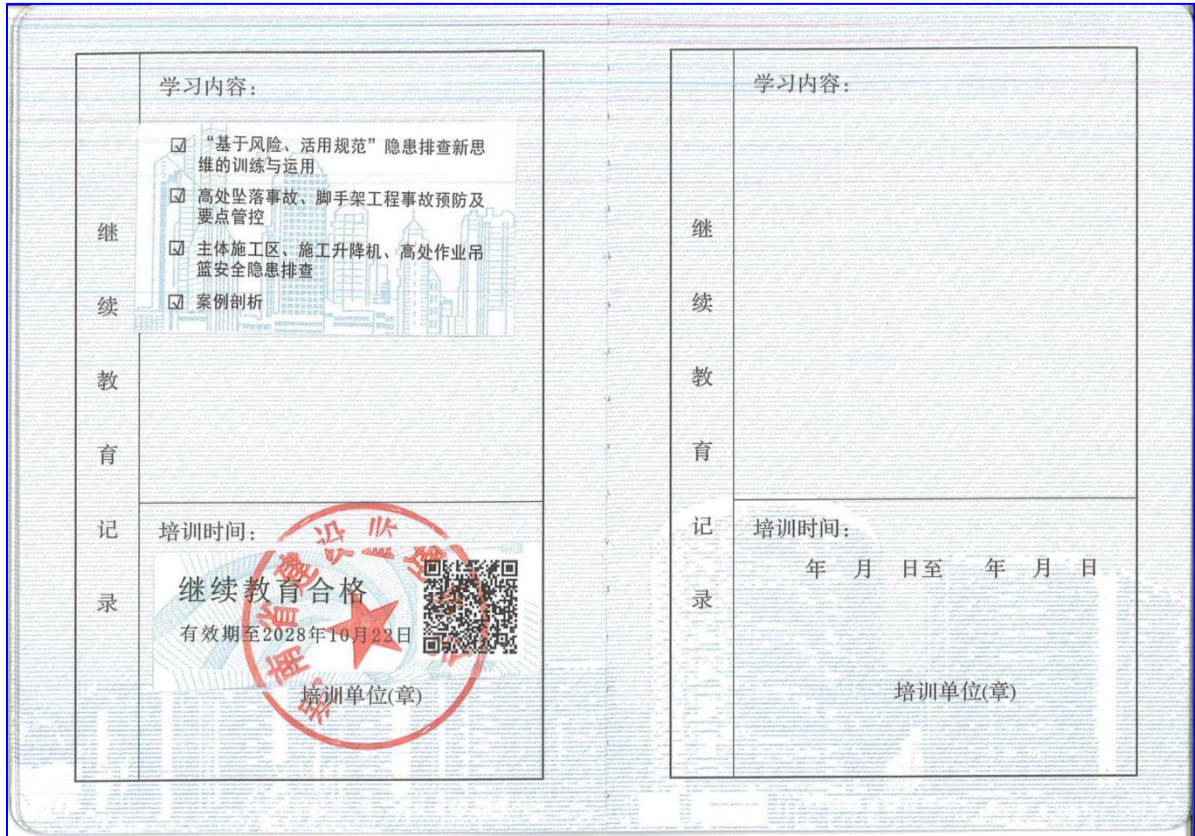 继续教育记录
学习内容：
☑ “基于风险、活用规范”隐患排查新思
维的训练与运用
☑ 高处坠落事故、脚手架工程事故预防及
要点管控
☑ 主体施工区、施工升降机、高处作业吊
篮安全隐患排查
☑ 案例剖析
培训时间：
继续教育合格
有效期至2028年10月22日
培训单位(章)
继续教育记录
学习内容：
培训时间：
年 月 日至 年 月 日
培训单位(章)